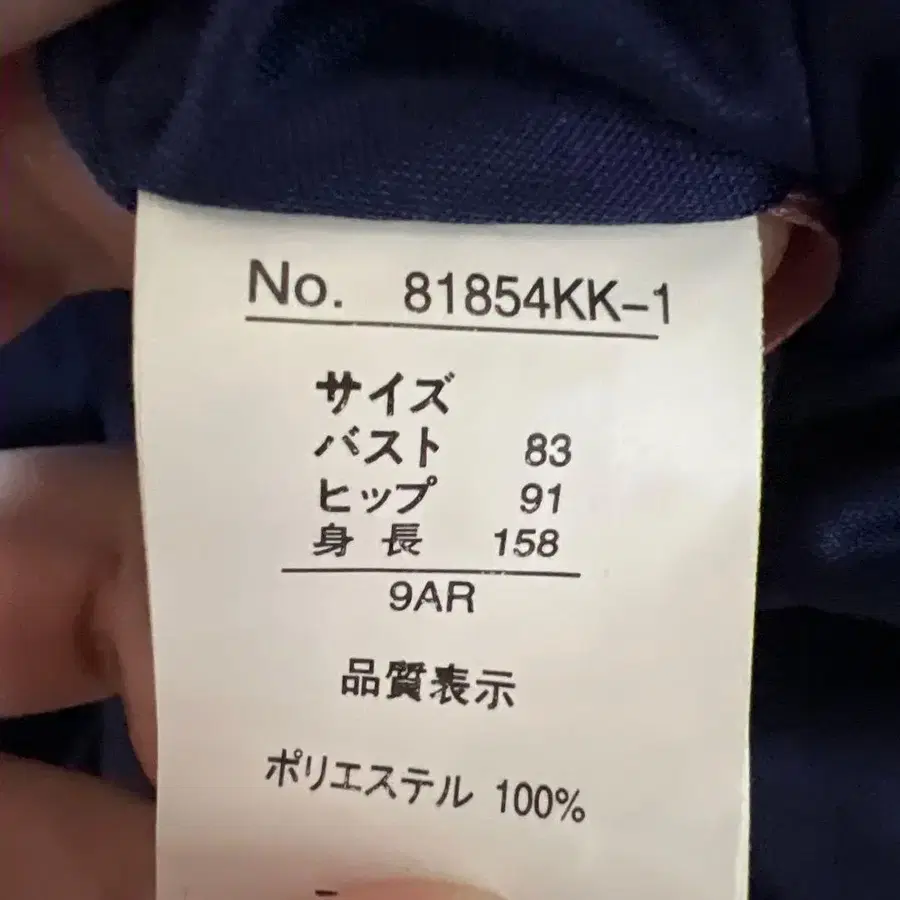 No. 81854KK-1
サイズ
バスト 83
ヒップ 91
身長 158
9AR
品質表示
ポリエステル 100%